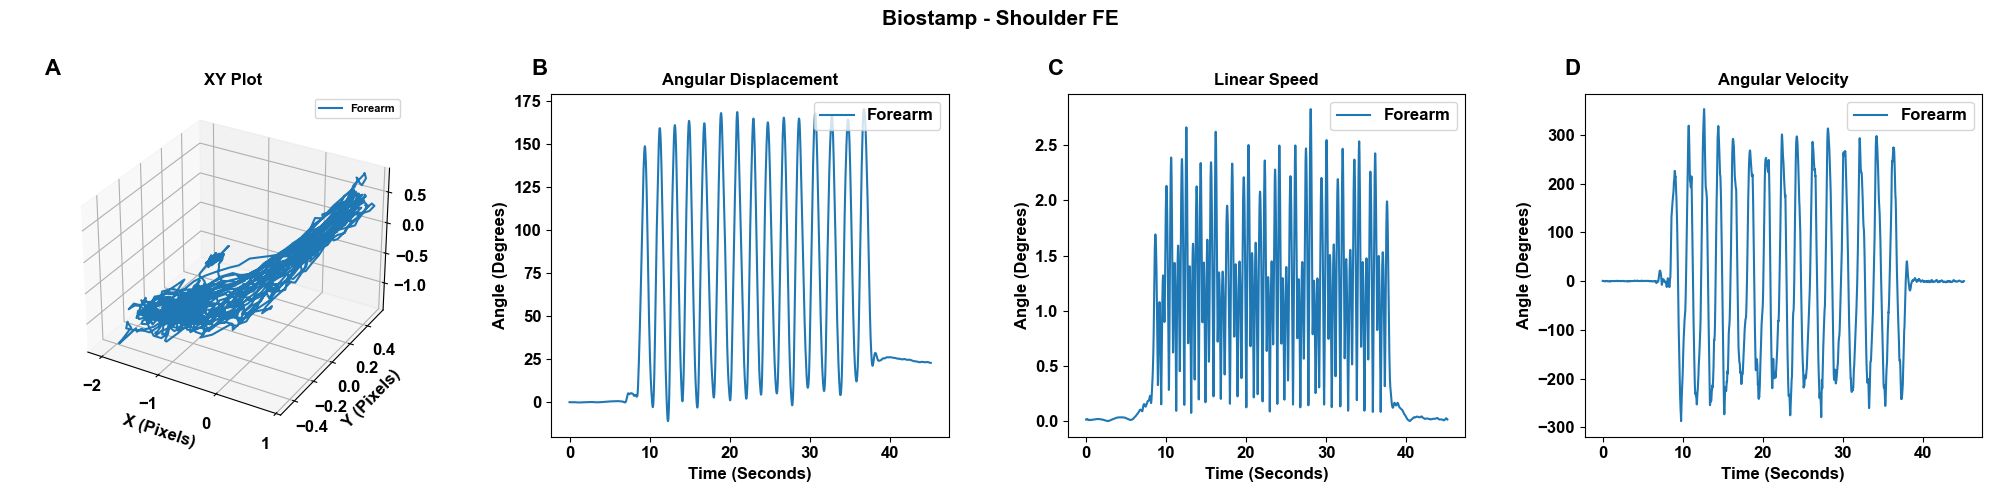 Biostamp - Shoulder FE
A
XY Plot
Forearm
0.5
0.0
−0.5
−1.0
−2
−1
0
1
X (Pixels)
−0.4
−0.2
0.0
0.2
0.4
Y (Pixels)
B
Angular Displacement
Forearm
175
150
125
100
75
50
25
0
Angle (Degrees)
0
10
20
30
40
Time (Seconds)
C
Linear Speed
Forearm
2.5
2.0
1.5
1.0
0.5
0.0
Angle (Degrees)
0
10
20
30
40
Time (Seconds)
D
Angular Velocity
Forearm
300
200
100
0
−100
−200
−300
Angle (Degrees)
0
10
20
30
40
Time (Seconds)